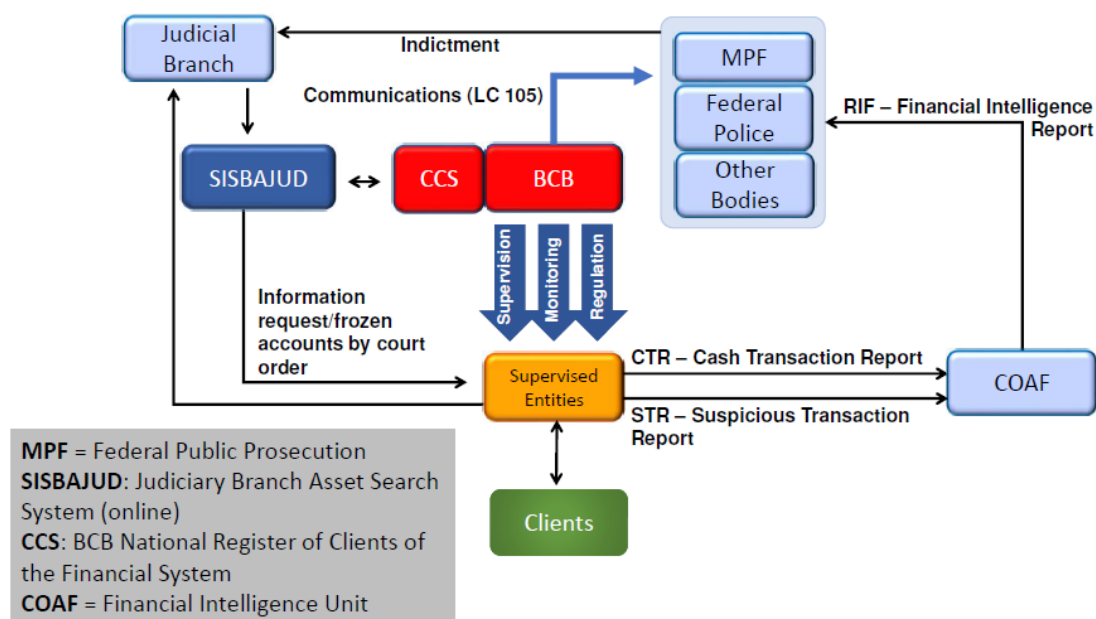 Judicial
Branch
Indictment
MPF
Communications (LC 105)
Federal
Police
RIF – Financial Intelligence
Report
Other
Bodies
SISBAJUD
CCS
BCB
Supervision
Monitoring
Regulation
Information
request/frozen
accounts by court
order
Supervised
Entities
CTR – Cash Transaction Report
STR – Suspicious Transaction
Report
COAF
Clients
MPF = Federal Public Prosecution
SISBAJUD: Judiciary Branch Asset Search
System (online)
CCS: BCB National Register of Clients of
the Financial System
COAF = Financial Intelligence Unit